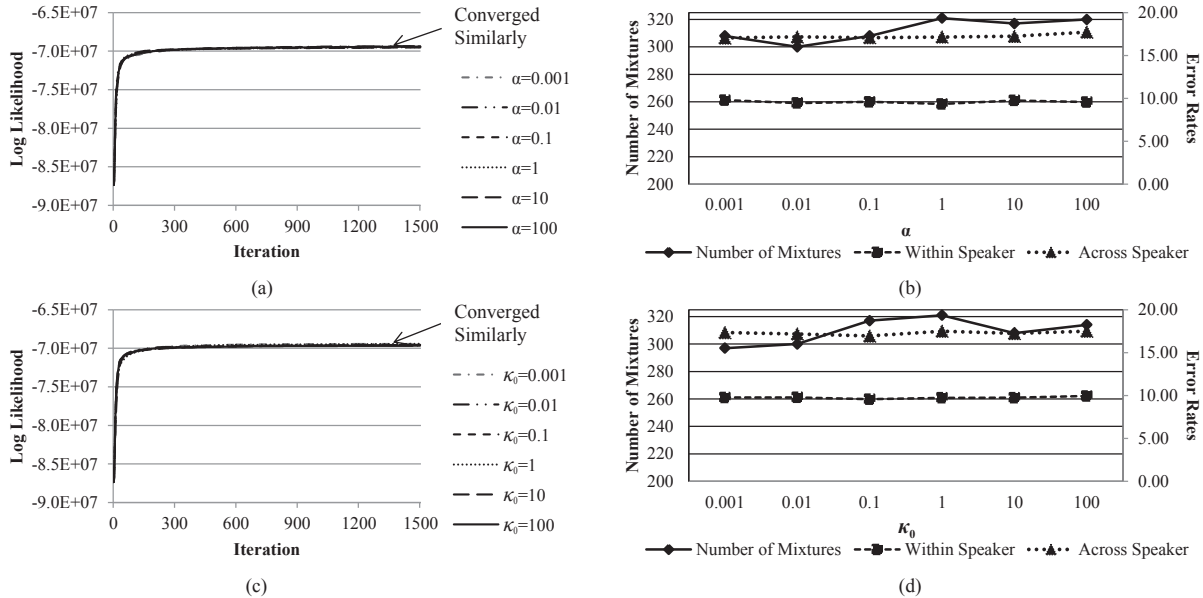 Converged
Similarly
-6.5E+07
-7.0E+07
-7.5E+07
-8.0E+07
-8.5E+07
-9.0E+07
Log Likelihood
0 300 600 900 1200 1500
Iteration
α=0.001
α=0.01
α=0.1
α=1
α=10
α=100
(a)
320
300
280
260
240
220
200
Number of Mixtures
20.00
15.00
10.00
5.00
0.00
Error Rates
0.001 0.01 0.1 1 10 100
α
Number of Mixtures Within Speaker Across Speaker
(b)
Converged
Similarly
-6.5E+07
-7.0E+07
-7.5E+07
-8.0E+07
-8.5E+07
-9.0E+07
Log Likelihood
0 300 600 900 1200 1500
Iteration
κ₀=0.001
κ₀=0.01
κ₀=0.1
κ₀=1
κ₀=10
κ₀=100
(c)
320
300
280
260
240
220
200
Number of Mixtures
20.00
15.00
10.00
5.00
0.00
Error Rates
0.001 0.01 0.1 1 10 100
κ₀
Number of Mixtures Within Speaker Across Speaker
(d)